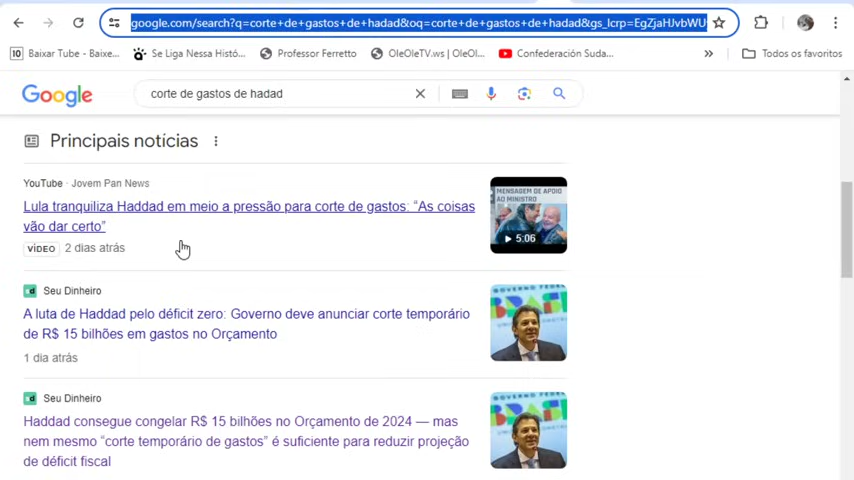 google.com/search?q=corte+de+gastos+de+hadad&oq=corte+de+gastos+de+hadad&gs_lcrp=EgZjaHJvbWU
10 Baixar Tube - Baixe... Se Liga Nessa Histó... Professor Ferretto OleOleTV.ws | OleOl... Confederación Suda... » Todos os favoritos
Google corte de gastos de hadad
Principais notícias
YouTube · Jovem Pan News
Lula tranquiliza Haddad em meio a pressão para corte de gastos: “As coisas
vão dar certo”
VÍDEO 2 dias atrás
MENSAGEM DE APOIO
AO MINISTRO
5:06
Seu Dinheiro
A luta de Haddad pelo déficit zero: Governo deve anunciar corte temporário
de R$ 15 bilhões em gastos no Orçamento
1 dia atrás
Seu Dinheiro
Haddad consegue congelar R$ 15 bilhões no Orçamento de 2024 — mas
nem mesmo “corte temporário de gastos” é suficiente para reduzir projeção
de déficit fiscal